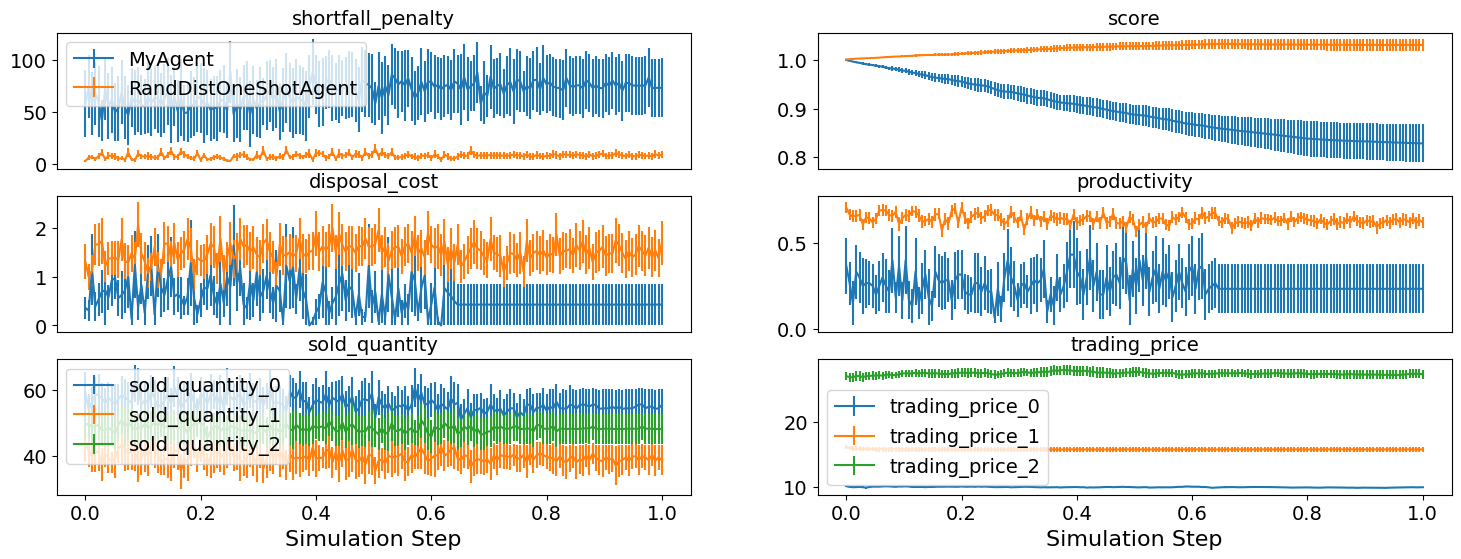 shortfall_penalty
100
50
0
MyAgent
RandDistOneShotAgent
score
1.0
0.9
0.8
disposal_cost
2
1
0
productivity
0.5
0.0
sold_quantity
60
40
sold_quantity_0
sold_quantity_1
sold_quantity_2
0.0 0.2 0.4 0.6 0.8 1.0
Simulation Step
trading_price
20
10
trading_price_0
trading_price_1
trading_price_2
0.0 0.2 0.4 0.6 0.8 1.0
Simulation Step